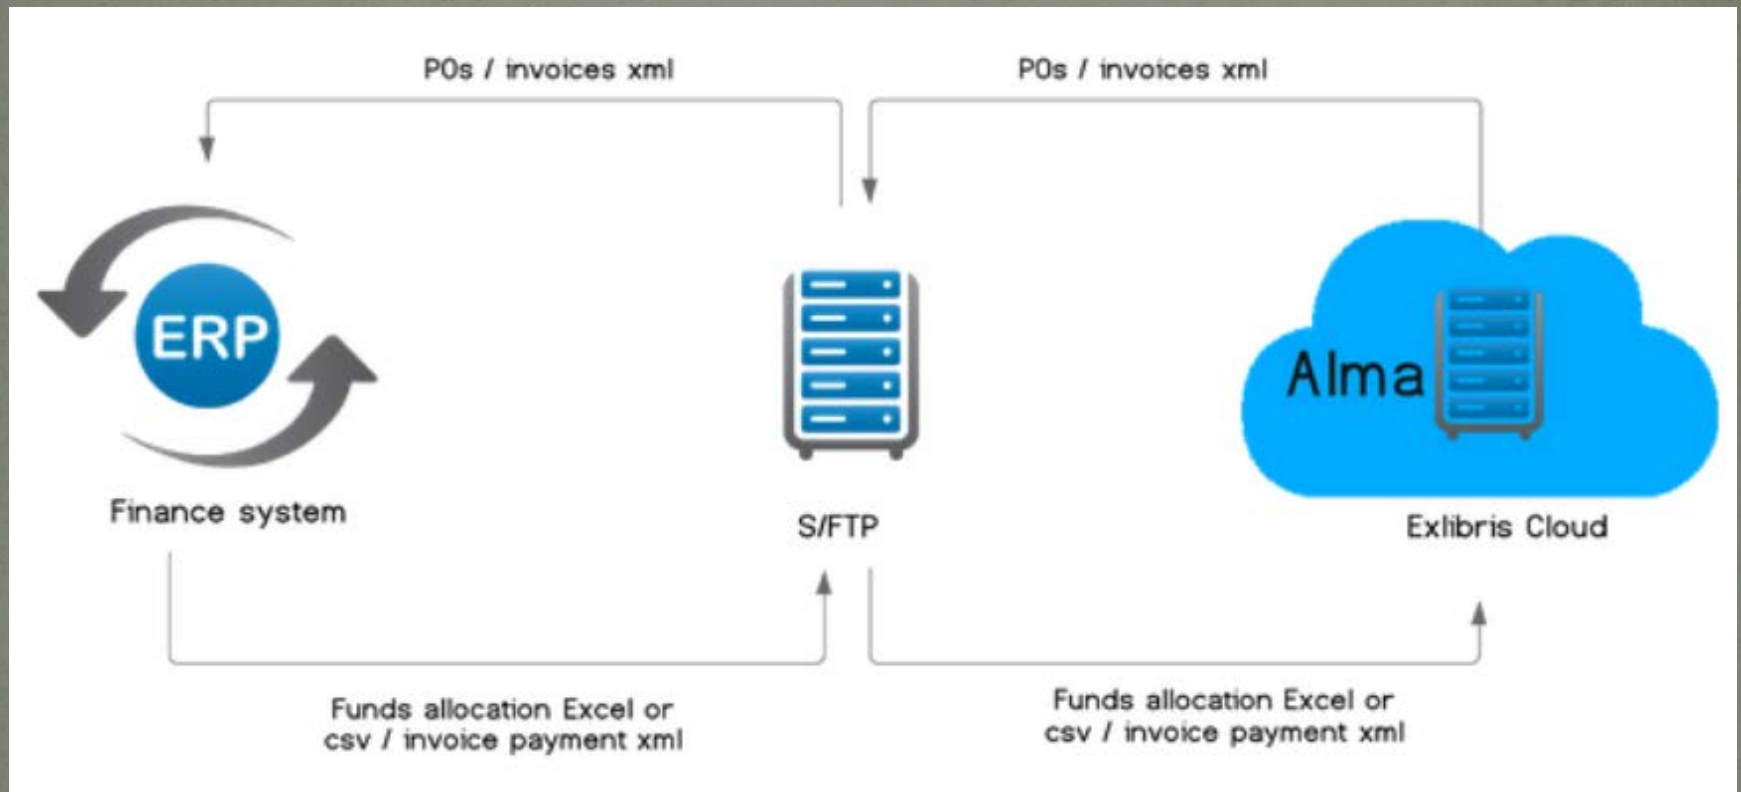 POs / invoices xml
POs / invoices xml
ERP
Alma
Finance system
S/FTP
Exlibris Cloud
Funds allocation Excel or
csv / invoice payment xml
Funds allocation Excel or
csv / invoice payment xml